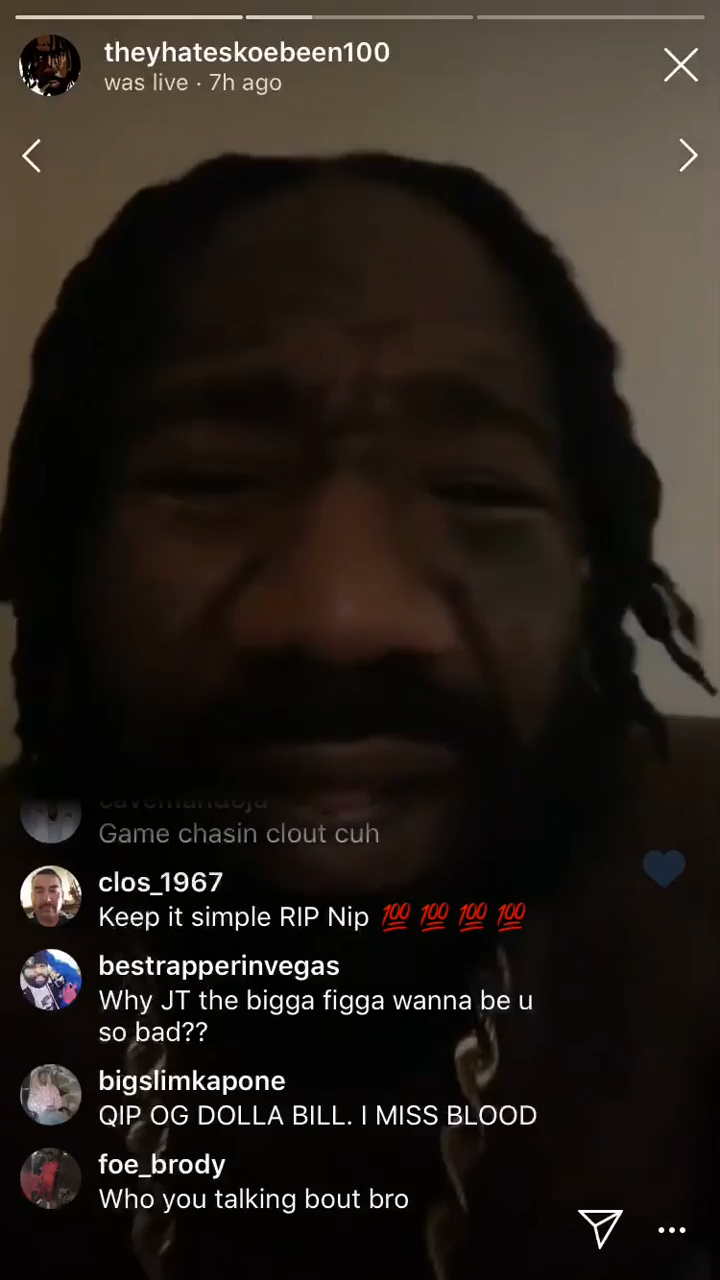 theyhateskoebeen100
was live · 7h ago
cavemandoja
Game chasin clout cuh
clos_1967
Keep it simple RIP Nip 💯 💯 💯 💯
bestrapperinvegas
Why JT the bigga figga wanna be u
so bad??
bigslimkapone
QIP OG DOLLA BILL. I MISS BLOOD
foe_brody
Who you talking bout bro